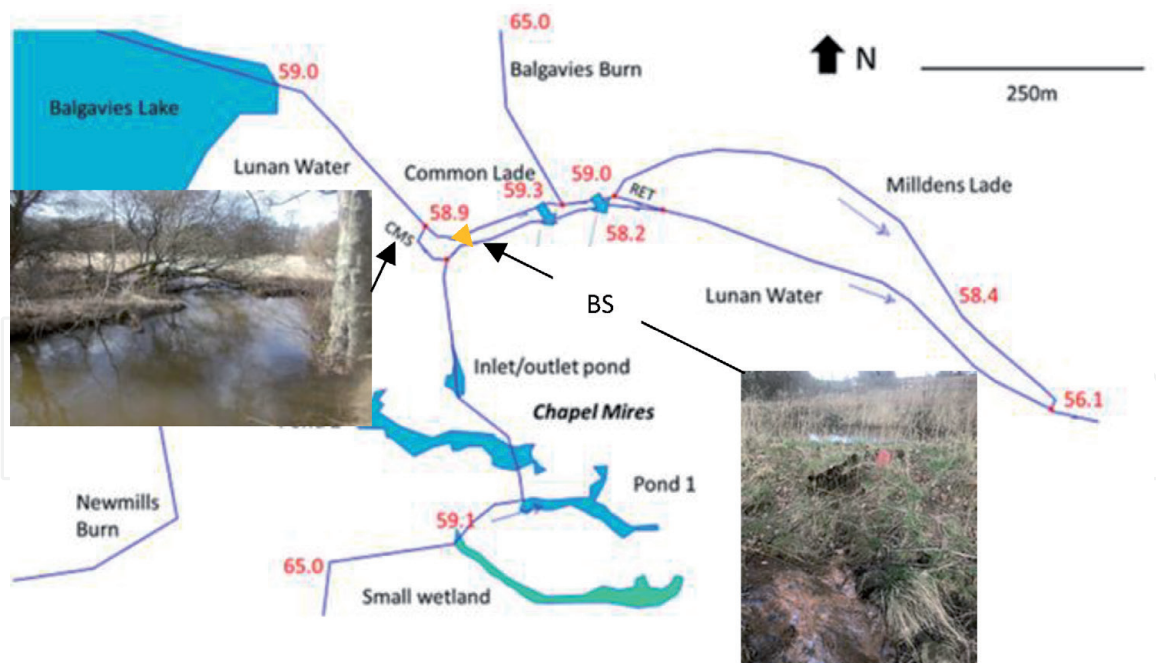 65.0
59.0
Balgavies Burn
N
250m
Balgavies Lake
Lunan Water
Common Lade
59.3
59.0
RET
Milldens Lade
58.9
CMS
58.2
BS
Lunan Water
58.4
Inlet/outlet pond
Chapel Mires
56.1
Pond 1
Newmills
Burn
59.1
65.0
Small wetland